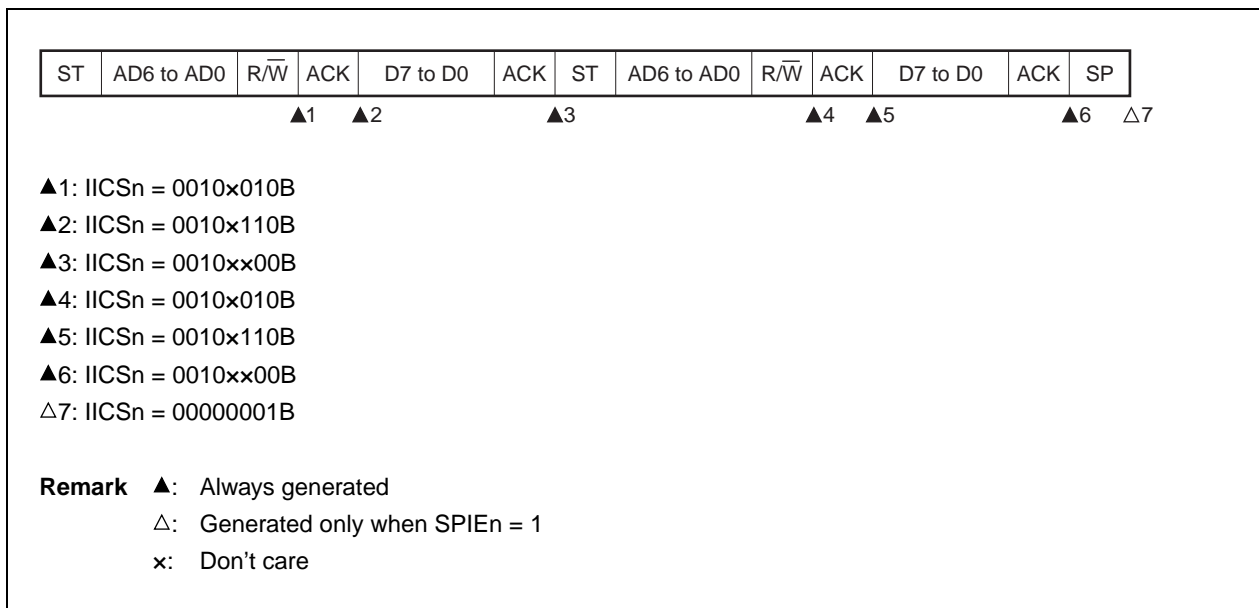 ST AD6 to AD0 R/W̅ ACK D7 to D0 ACK ST AD6 to AD0 R/W̅ ACK D7 to D0 ACK SP
▲1 ▲2 ▲3 ▲4 ▲5 ▲6 △7
▲1: IICSn = 0010×010B
▲2: IICSn = 0010×110B
▲3: IICSn = 0010××00B
▲4: IICSn = 0010×010B
▲5: IICSn = 0010×110B
▲6: IICSn = 0010××00B
△7: IICSn = 00000001B
Remark ▲: Always generated
△: Generated only when SPIEn = 1
×: Don't care